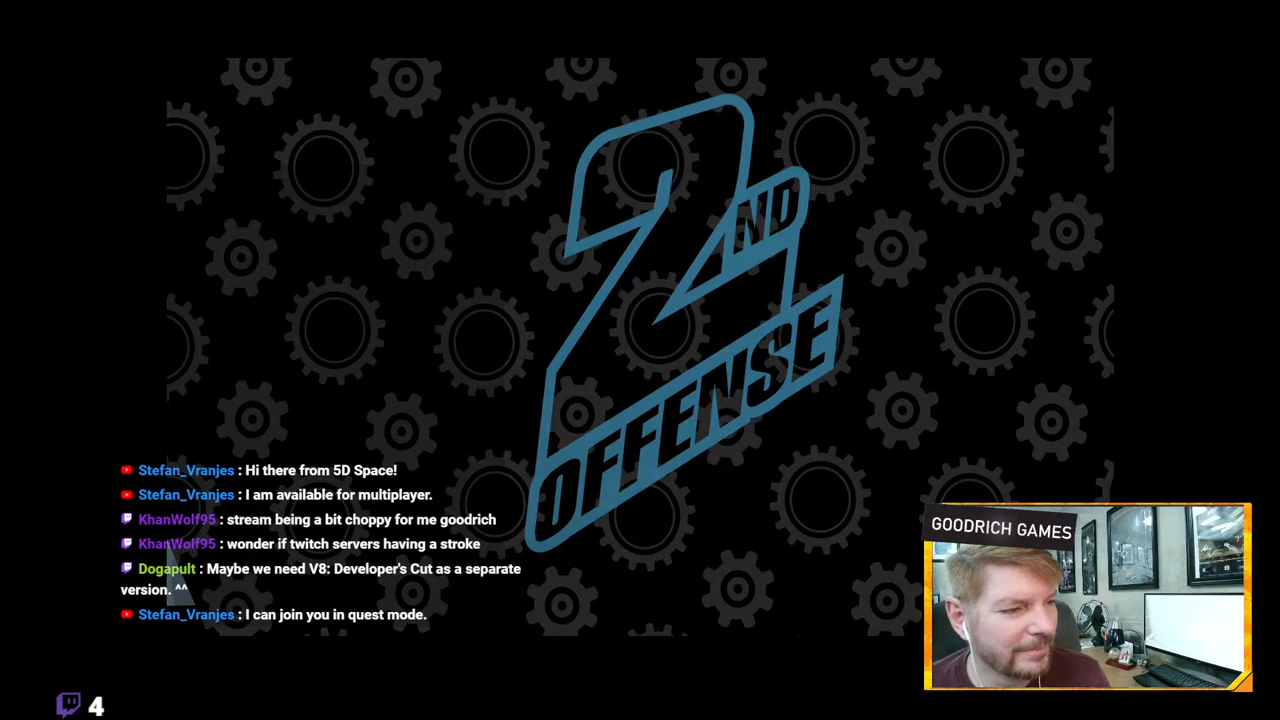 2ND
OFFENSE
Stefan_Vranjes : Hi there from 5D Space!
Stefan_Vranjes : I am available for multiplayer.
KhanWolf95 : stream being a bit choppy for me goodrich
KhanWolf95 : wonder if twitch servers having a stroke
Dogapult : Maybe we need V8: Developer's Cut as a separate
version. ^^
Stefan_Vranjes : I can join you in quest mode.
GOODRICH GAMES
4